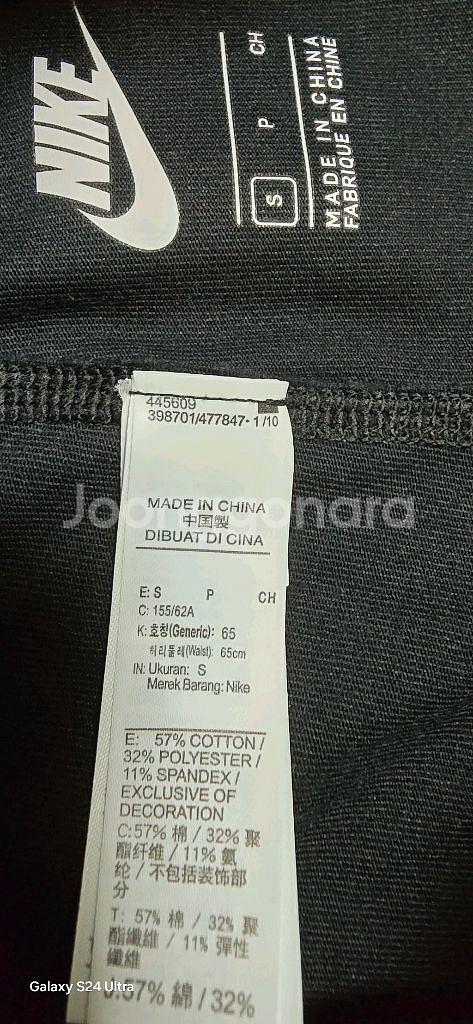 NIKE
S P CH
MADE IN CHINA
FABRIQUE EN CHINE
445609
398701/477847-1 /10
Joonggonara
MADE IN CHINA
中国製
DIBUAT DI CINA
E: S P CH
C: 155/62A
K: 호칭(Generic): 65
허리둘레(Waist): 65cm
IN: Ukuran: S
Merek Barang: Nike
E: 57% COTTON /
32% POLYESTER /
11% SPANDEX /
EXCLUSIVE OF
DECORATION
C:57% 棉 / 32% 聚
酯纤维 / 11% 氨
纶 / 不包括装饰部
分
T: 57% 棉 / 32% 聚
酯纖維 / 11% 彈性
纖維
J:57% 綿 / 32%
Galaxy S24 Ultra